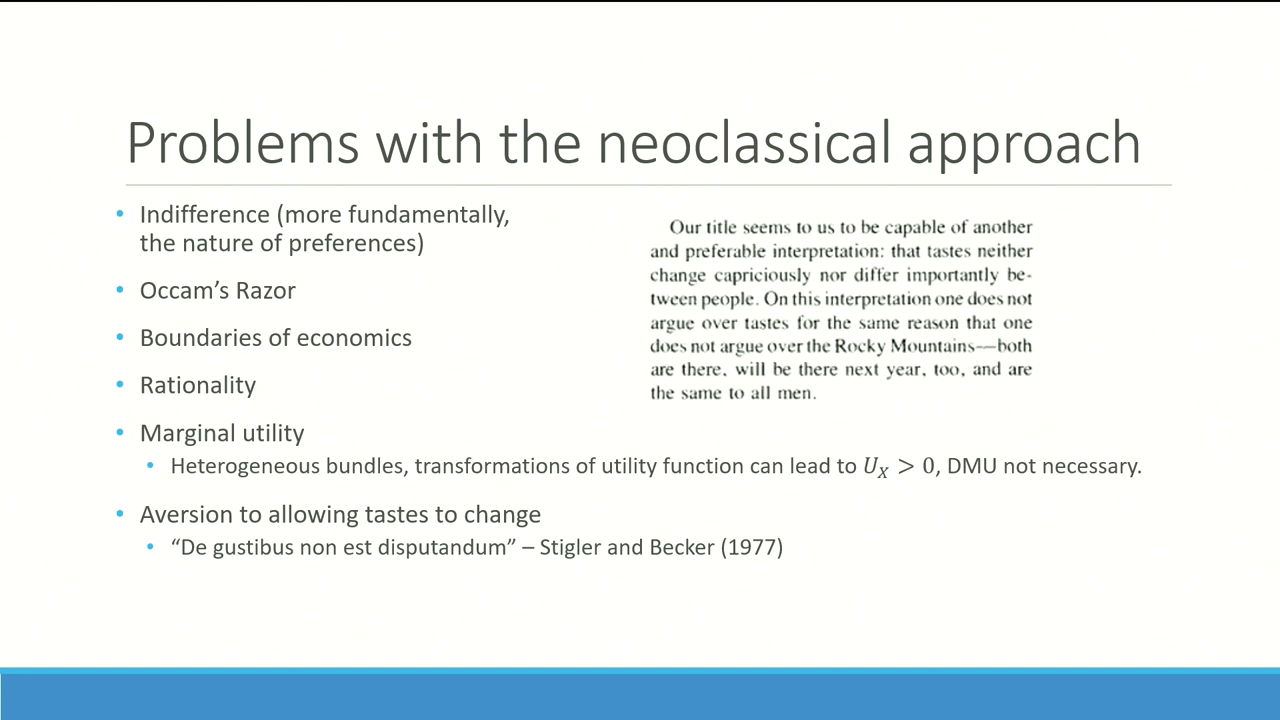 Problems with the neoclassical approach
• Indifference (more fundamentally,
the nature of preferences)
• Occam’s Razor
• Boundaries of economics
• Rationality
• Marginal utility
• Heterogeneous bundles, transformations of utility function can lead to U_X > 0, DMU not necessary.
• Aversion to allowing tastes to change
• “De gustibus non est disputandum” – Stigler and Becker (1977)
Our title seems to us to be capable of another
and preferable interpretation: that tastes neither
change capriciously nor differ importantly be-
tween people. On this interpretation one does not
argue over tastes for the same reason that one
does not argue over the Rocky Mountains—both
are there, will be there next year, too, and are
the same to all men.